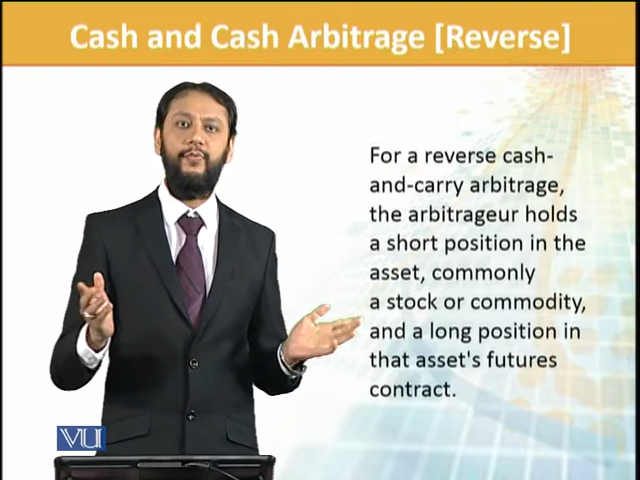 Cash and Cash Arbitrage [Reverse]
For a reverse cash-
and-carry arbitrage,
the arbitrageur holds
a short position in the
asset, commonly
a stock or commodity,
and a long position in
that asset's futures
contract.
VU